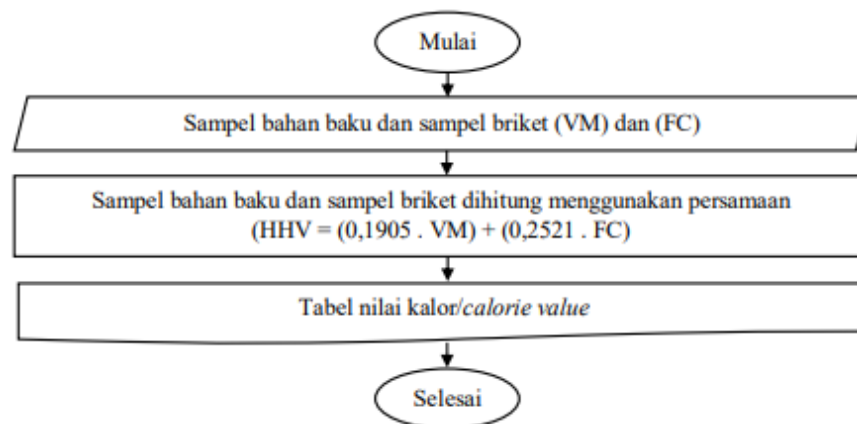 Mulai
Sampel bahan baku dan sampel briket (VM) dan (FC)
Sampel bahan baku dan sampel briket dihitung menggunakan persamaan
(HHV = (0,1905 . VM) + (0,2521 . FC)
Tabel nilai kalor/calorie value
Selesai